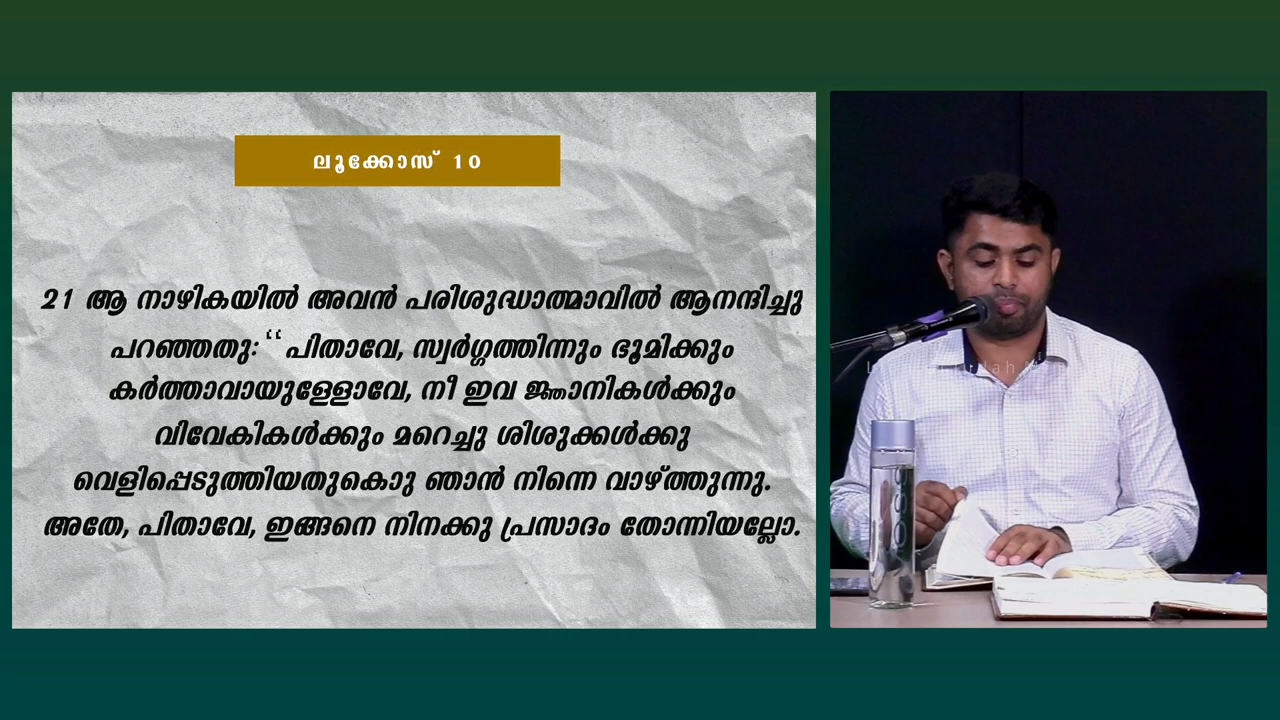 ലൂക്കോസ് 10
21 ആ നാഴികയിൽ അവൻ പരിശുദ്ധാത്മാവിൽ ആനന്ദിച്ചു
പറഞ്ഞതു: “പിതാവേ, സ്വർഗ്ഗത്തിന്നും ഭൂമിക്കും
കർത്താവായുള്ളോവേ, നീ ഇവ ജ്ഞാനികൾക്കും
വിവേകികൾക്കും മറെച്ചു ശിശുക്കൾക്കു
വെളിപ്പെടുത്തിയതുകൊു ഞാൻ നിന്നെ വാഴ്ത്തുന്നു.
അതേ, പിതാവേ, ഇങ്ങനെ നിനക്കു പ്രസാദം തോന്നിയല്ലോ.